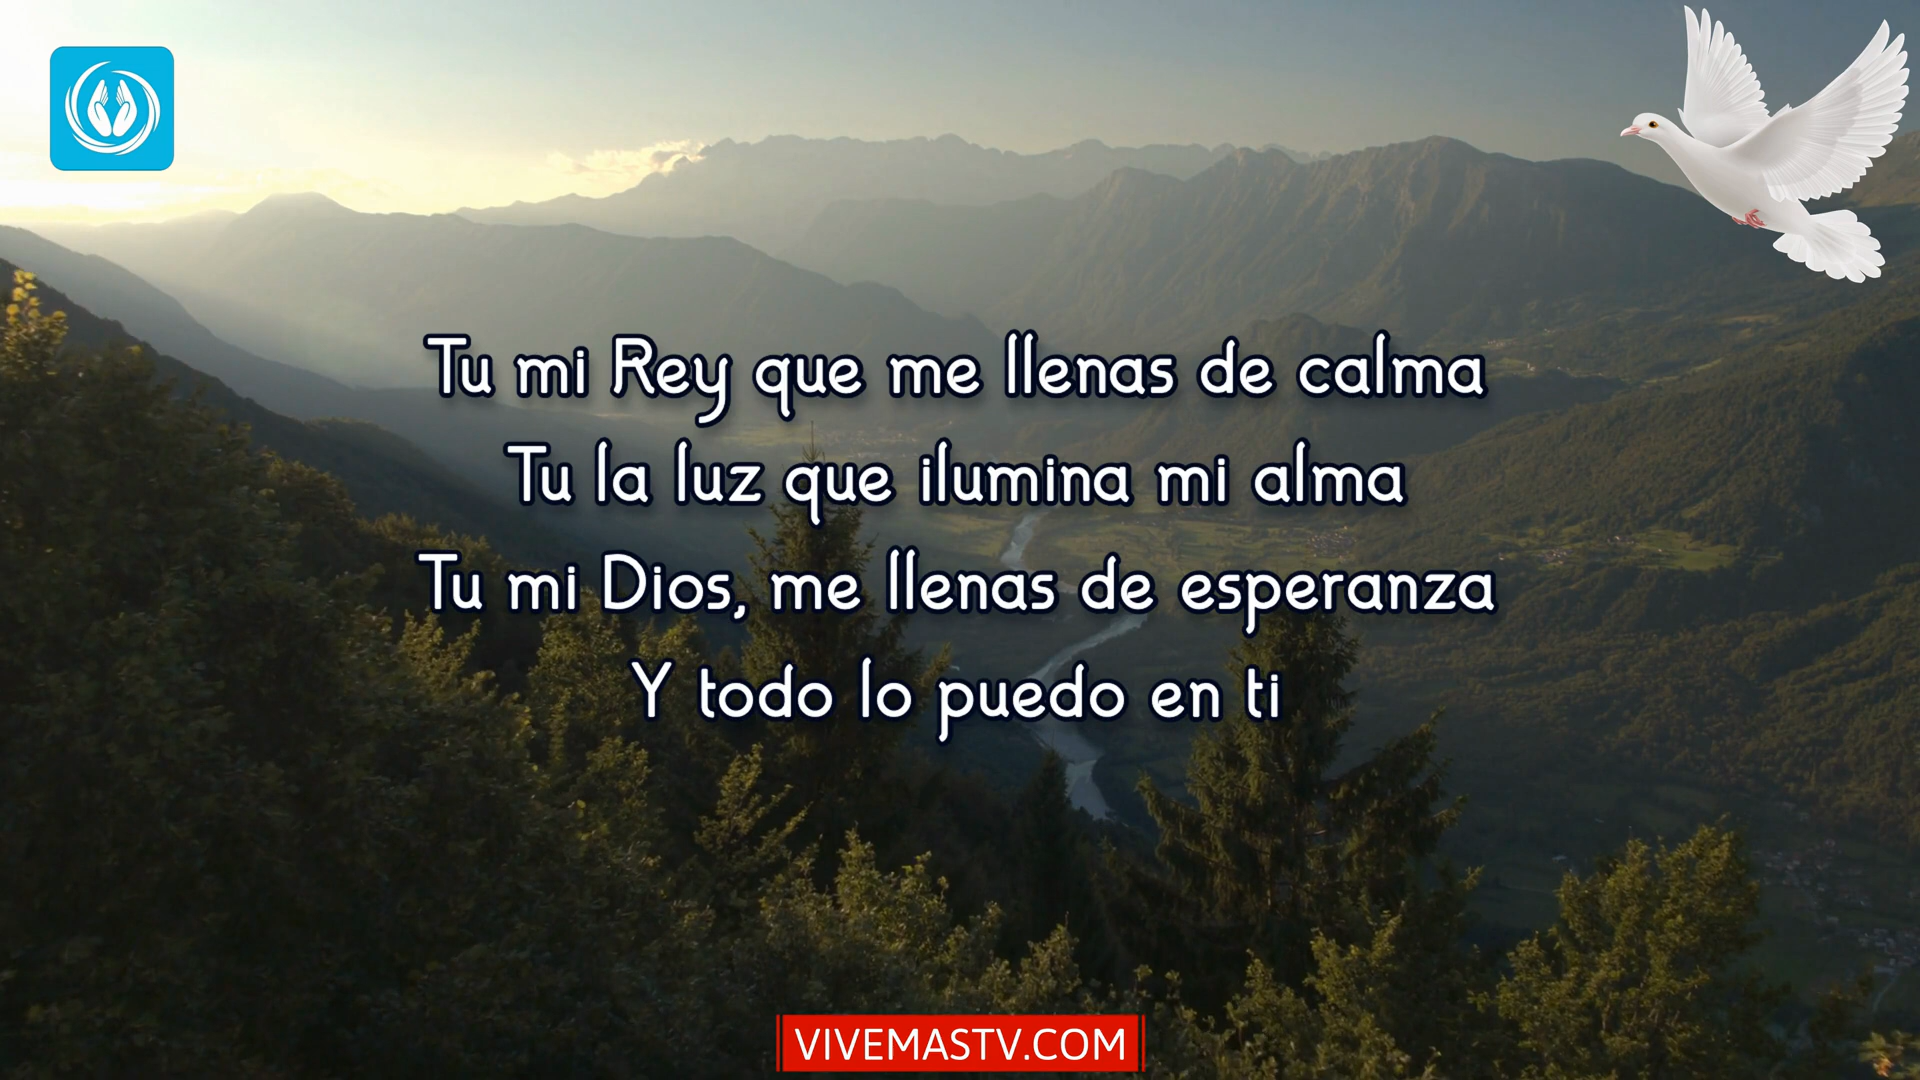 Tu mi Rey que me llenas de calma
Tu la luz que ilumina mi alma
Tu mi Dios, me llenas de esperanza
Y todo lo puedo en ti
VIVEMASTV.COM